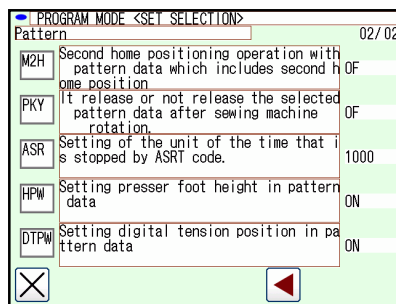 PROGRAM MODE <SET SELECTION>
Pattern 02/02
M2H
Second home positioning operation with
pattern data which includes second h
ome position
OF
PKY
It release or not release the selected
pattern data after sewing machine
rotation.
OF
ASR
Setting of the unit of the time that i
s stopped by ASRT code.
1000
HPW
Setting presser foot height in pattern
data
ON
DTPW
Setting digital tension position in pa
ttern data
ON